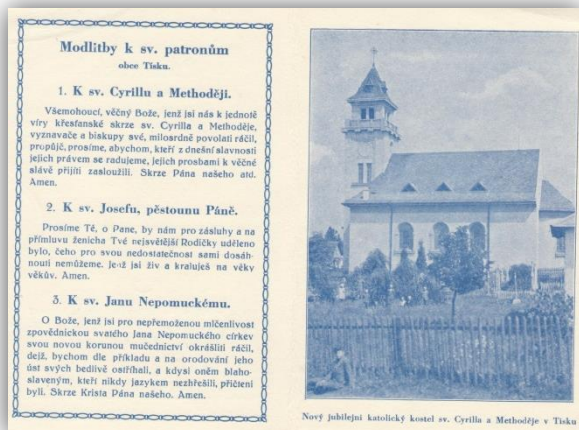 Modlitby k sv. patronům
obce Tisku.
1. K sv. Cyrillu a Methoději.
Všemohoucí, věčný Bože, jenž jsi nás k jednotě
víry křesťanské skrze sv. Cyrilla a Methoděje,
vyznavače a biskupy své, milosrdně povolati ráčil,
propůjč, prosíme, abychom, kteří z dnešní slavnosti
jejich právem se radujeme, jejich prosbami k věčné
slávě přijíti zasloužili. Skrze Pána našeho atd.
Amen.
2. K sv. Josefu, pěstounu Páně.
Prosíme Tě, o Pane, by nám pro zásluhy a na
přímluvu ženicha Tvé nejsvětější Rodičky uděleno
bylo, čeho pro svou nedostatečnost sami dosáh-
nouti nemůžeme. Jenž jsi živ a kraluješ na věky
věkův. Amen.
3. K sv. Janu Nepomuckému.
O Bože, jenž jsi pro nepřemoženou mlčenlivost
zpovědnickou svatého Jana Nepomuckého církev
svou novou korunou mučednictví okrášliti ráčil,
dejž, bychom dle příkladu a na orodování jeho
úst svých bedlivě ostříhali, a kdysi oněm blaho-
slaveným, kteří nikdy jazykem nezhřešili, přičteni
byli. Skrze Krista Pána našeho. Amen.
Nový jubilejní katolický kostel sv. Cyrilla a Methoděje v Tisku